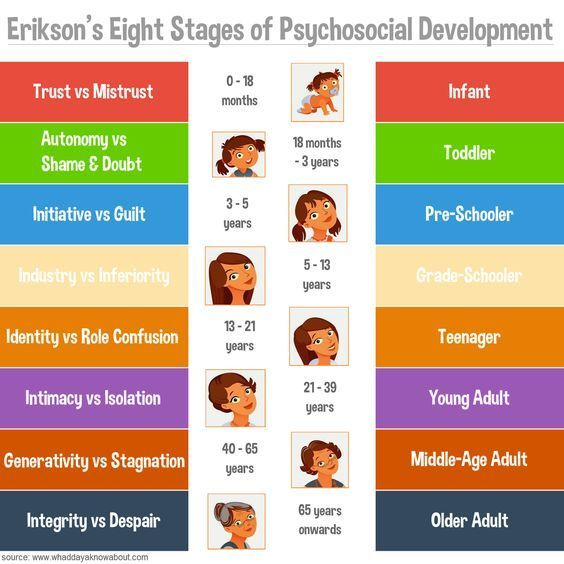 Erikson's Eight Stages of Psychosocial Development
Trust vs Mistrust
0 - 18
months
Infant
Autonomy vs
Shame & Doubt
18 months
- 3 years
Toddler
Initiative vs Guilt
3 - 5
years
Pre-Schooler
Industry vs Inferiority
5 - 13
years
Grade-Schooler
Identity vs Role Confusion
13 - 21
years
Teenager
Intimacy vs Isolation
21 - 39
years
Young Adult
Generativity vs Stagnation
40 - 65
years
Middle-Age Adult
Integrity vs Despair
65 years
onwards
Older Adult
source: www.whaddayaknowabout.com